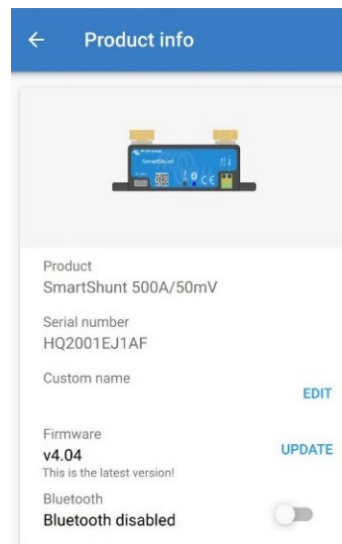 Product info
SmartShunt
Product
SmartShunt 500A/50mV
Serial number
HQ2001EJ1AF
Custom name
EDIT
Firmware
v4.04
UPDATE
This is the latest version!
Bluetooth
Bluetooth disabled